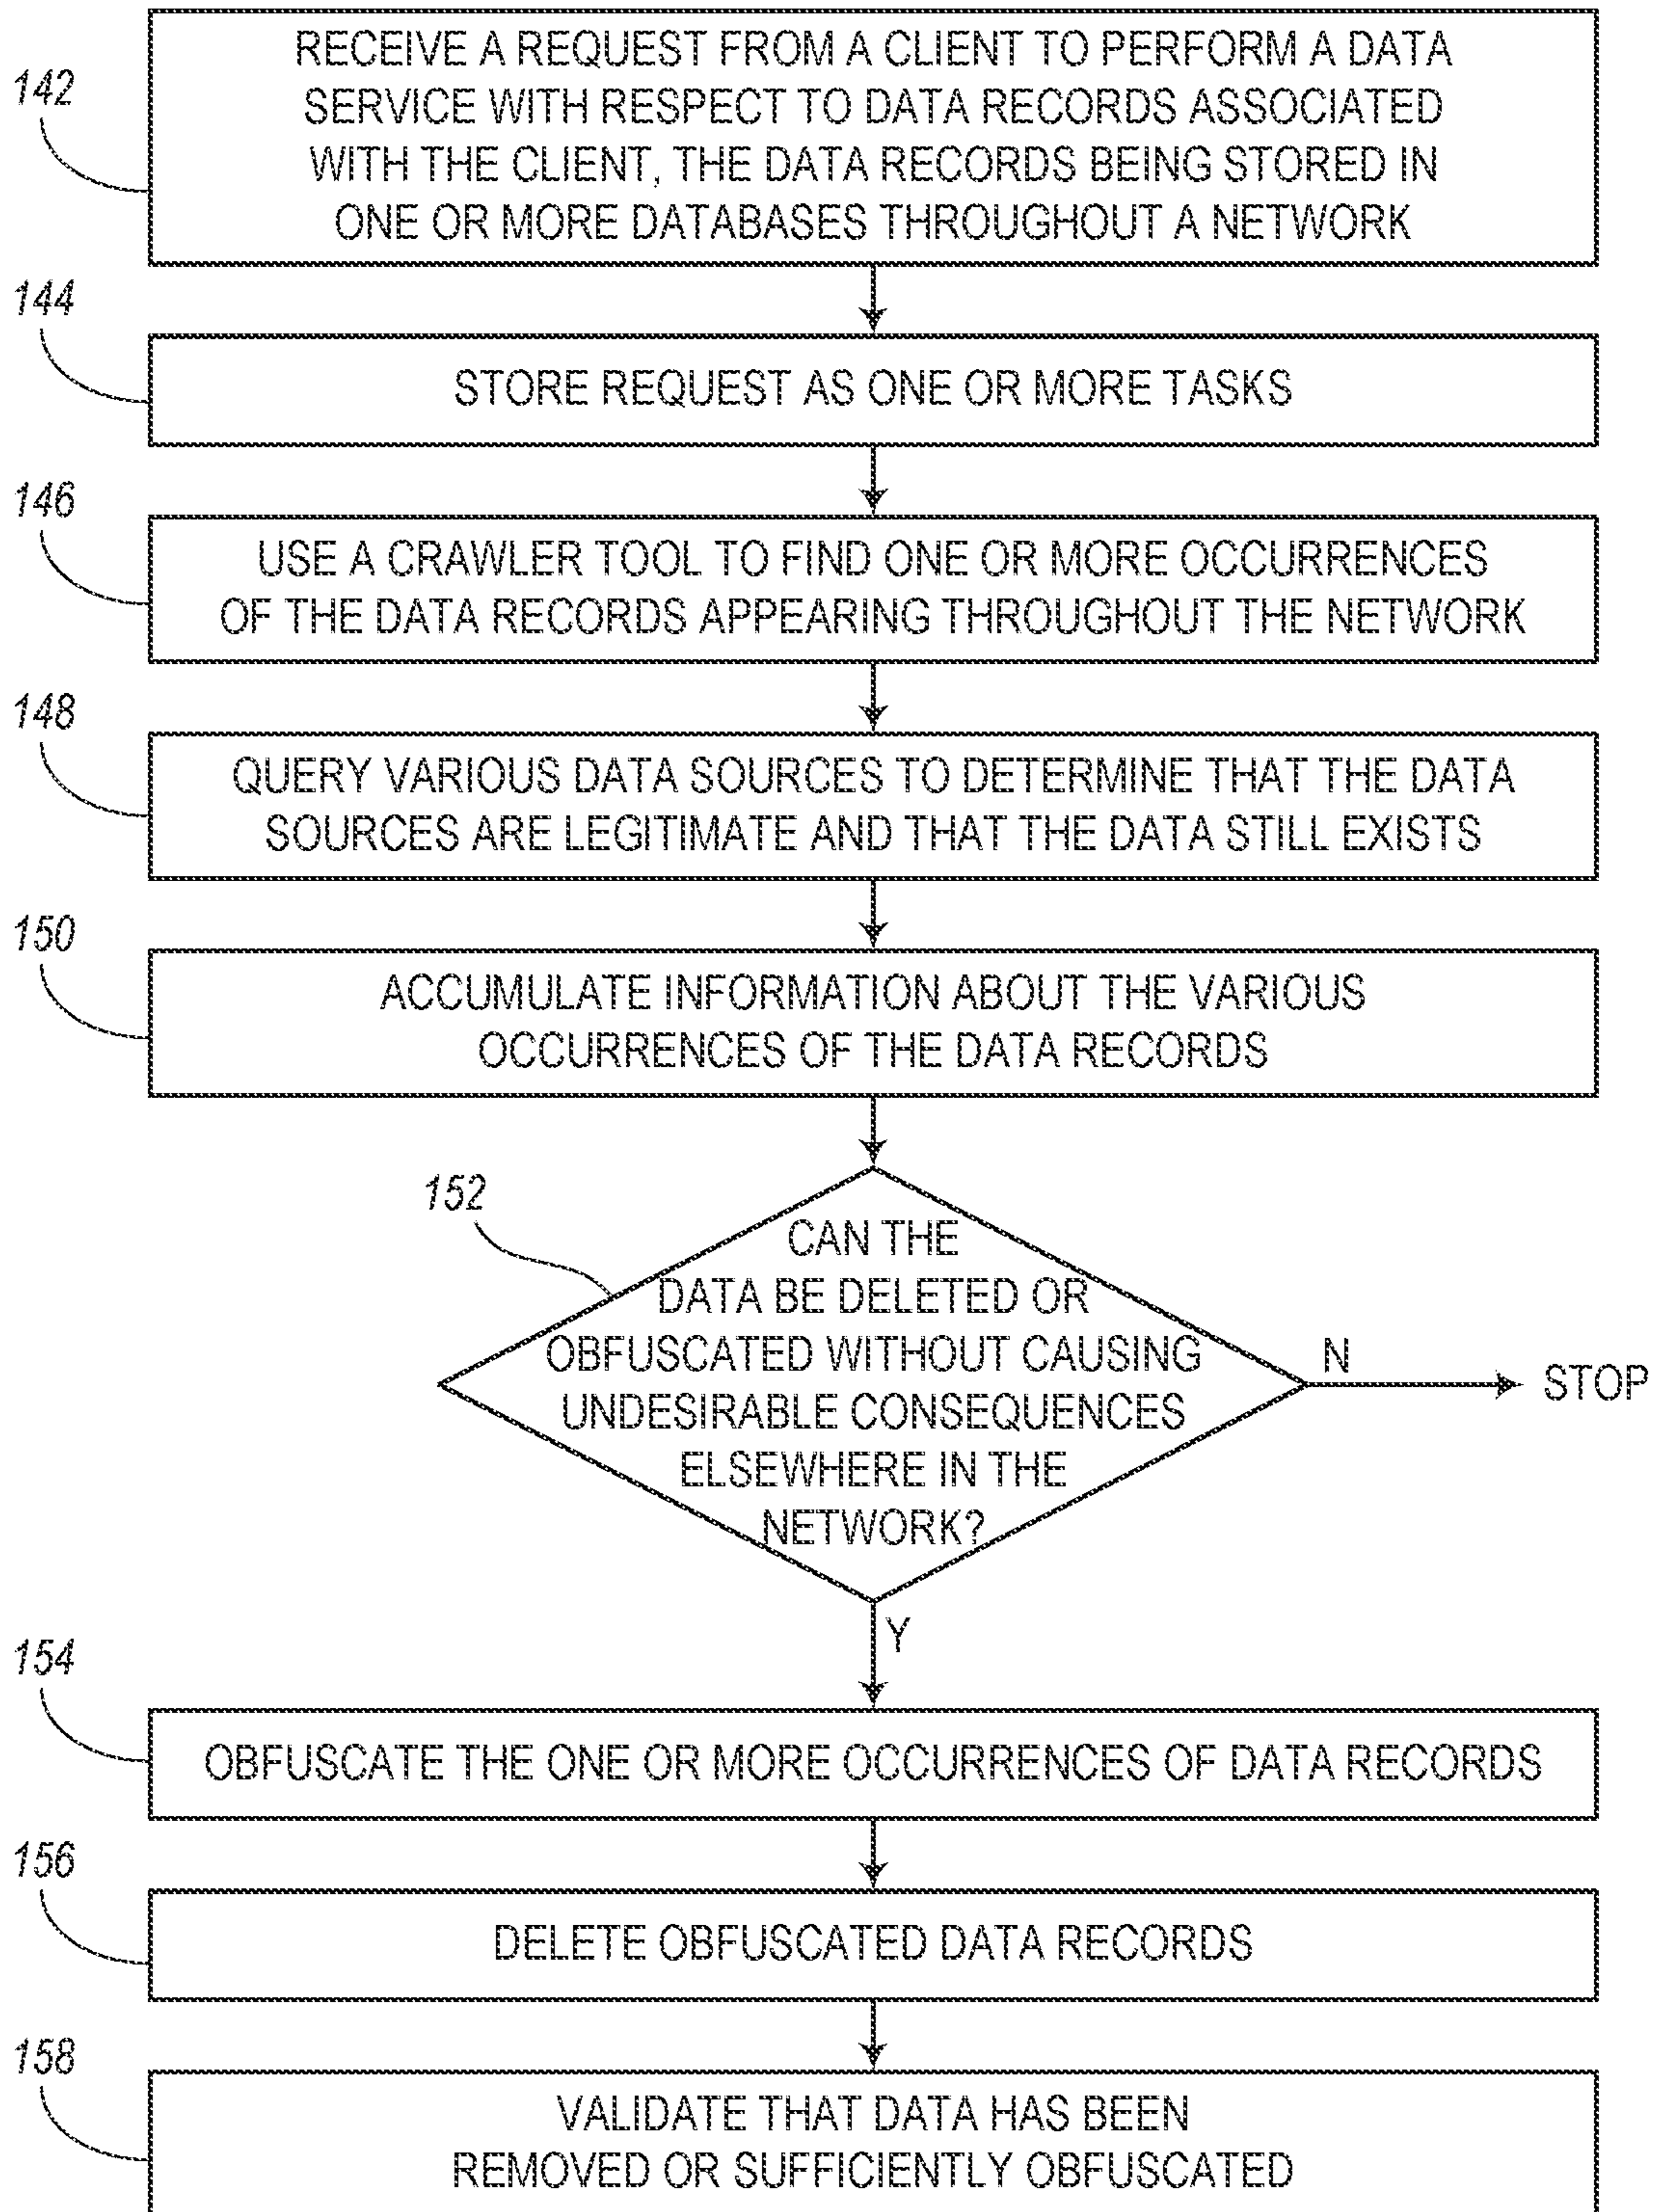 142
RECEIVE A REQUEST FROM A CLIENT TO PERFORM A DATA
SERVICE WITH RESPECT TO DATA RECORDS ASSOCIATED
WITH THE CLIENT, THE DATA RECORDS BEING STORED IN
ONE OR MORE DATABASES THROUGHOUT A NETWORK
144
STORE REQUEST AS ONE OR MORE TASKS
146
USE A CRAWLER TOOL TO FIND ONE OR MORE OCCURRENCES
OF THE DATA RECORDS APPEARING THROUGHOUT THE NETWORK
148
QUERY VARIOUS DATA SOURCES TO DETERMINE THAT THE DATA
SOURCES ARE LEGITIMATE AND THAT THE DATA STILL EXISTS
150
ACCUMULATE INFORMATION ABOUT THE VARIOUS
OCCURRENCES OF THE DATA RECORDS
152
CAN THE
DATA BE DELETED OR
OBFUSCATED WITHOUT CAUSING
UNDESIRABLE CONSEQUENCES
ELSEWHERE IN THE
NETWORK?
N
STOP
Y
154
OBFUSCATE THE ONE OR MORE OCCURRENCES OF DATA RECORDS
156
DELETE OBFUSCATED DATA RECORDS
158
VALIDATE THAT DATA HAS BEEN
REMOVED OR SUFFICIENTLY OBFUSCATED